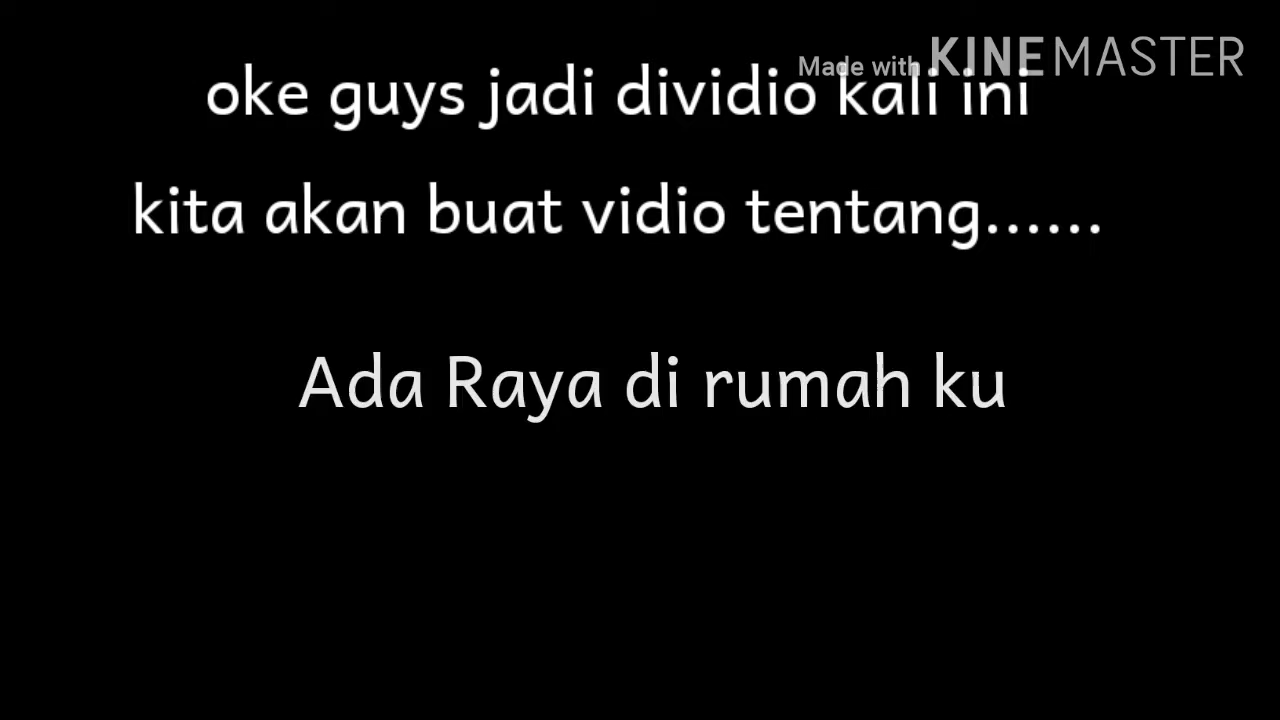 Made with KINEMASTER
oke guys jadi dividio kali ini
kita akan buat vidio tentang......
Ada Raya di rumah ku